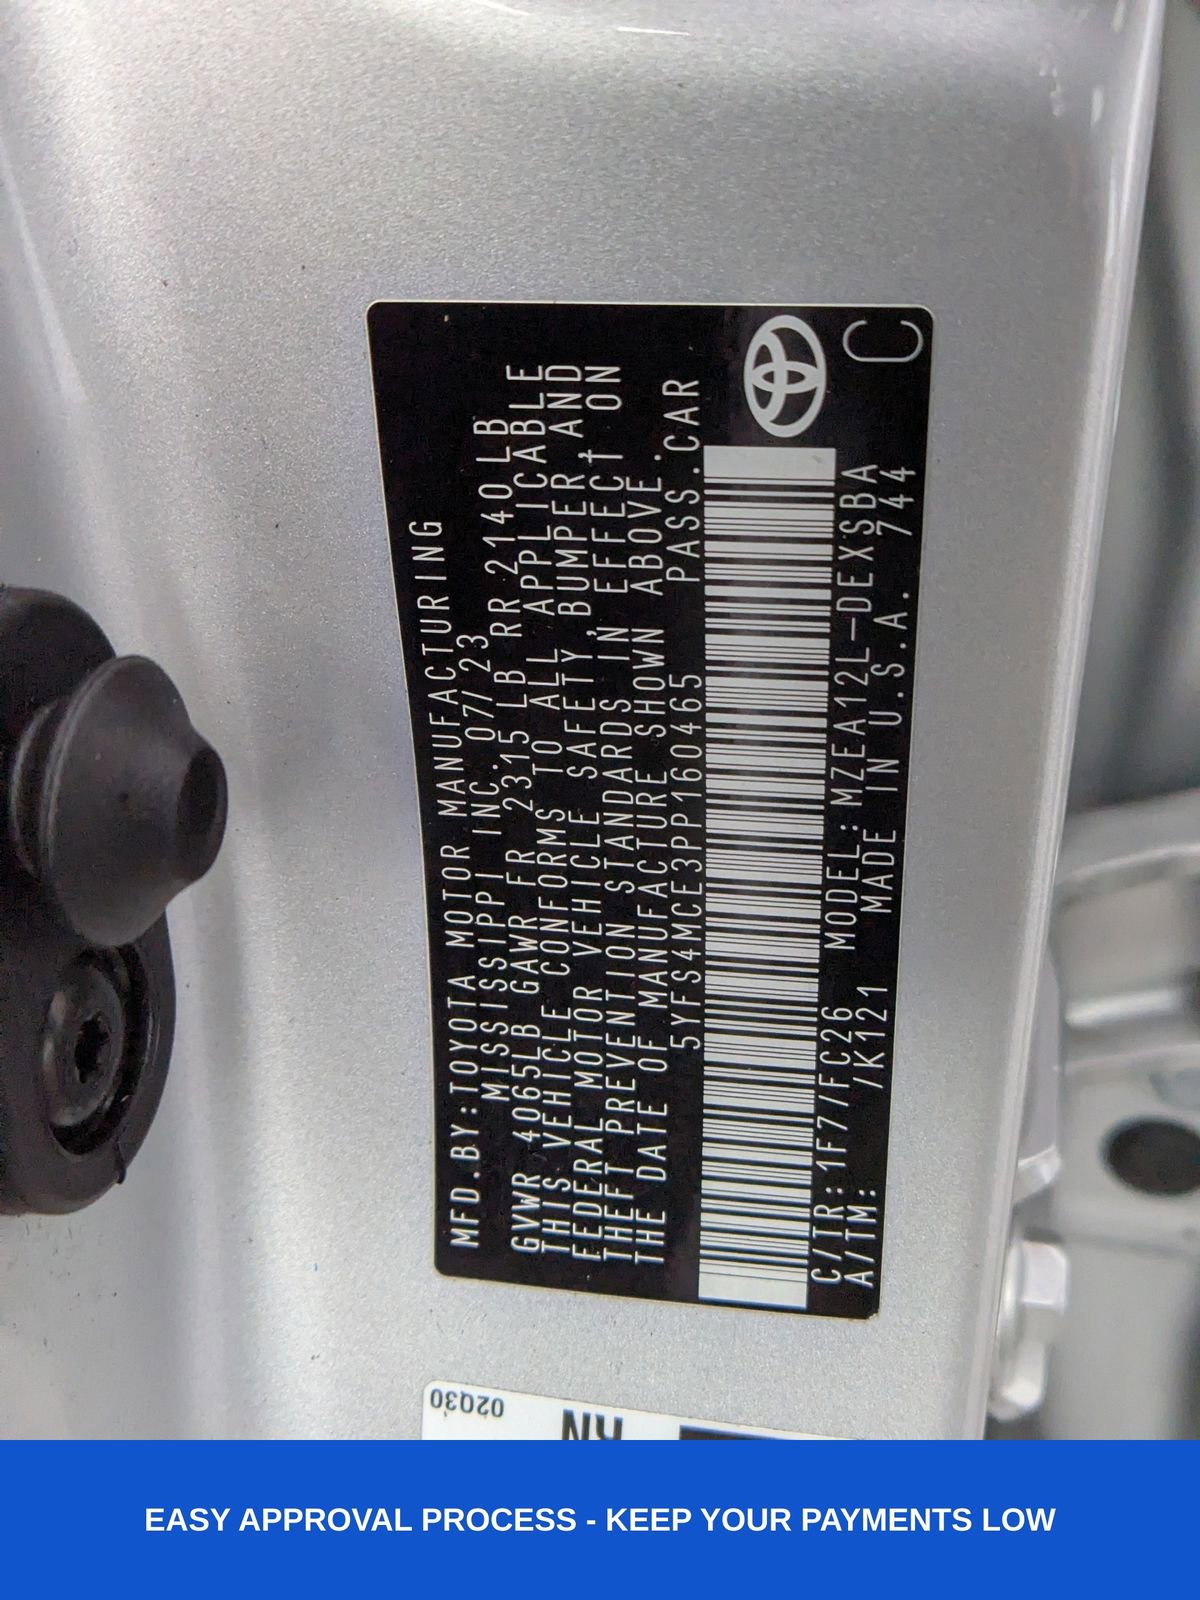 MFD.BY:TOYOTA MOTOR MANUFACTURING
MISSISSIPPI INC. 07/23
GVWR 4065LB GAWR FR 2315LB RR 2140LB
THIS VEHICLE CONFORMS TO ALL APPLICABLE
FEDERAL MOTOR VEHICLE SAFETY,BUMPER,AND
THEFT PREVENTION STANDARDS IN EFFECT ON
THE DATE OF MANUFACTURE SHOWN ABOVE.
5YFS4MCE3PP160465 PASS.CAR
C/TR:1F7/FC26 MODEL:MZEA12L-DEXSBA
A/TM: /K121 MADE IN U.S.A. 744
C
02Q30
EASY APPROVAL PROCESS - KEEP YOUR PAYMENTS LOW